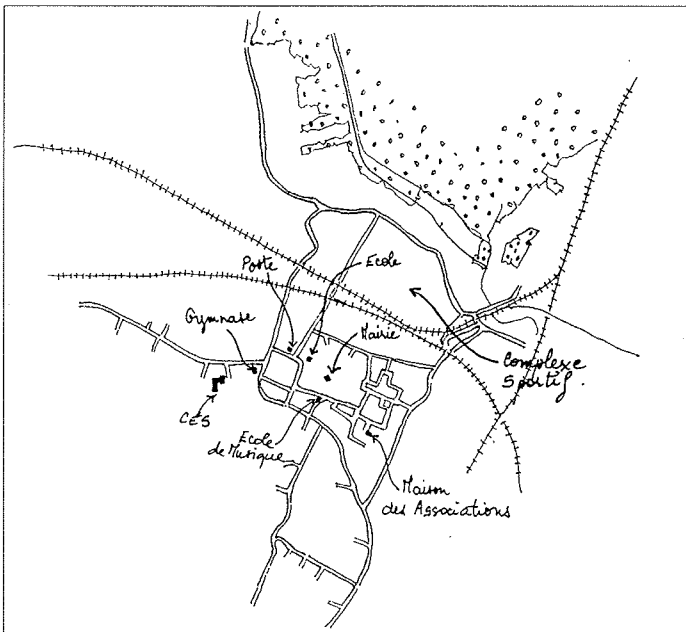 Poste
Ecole
Gymnase
Mairie
Complexe
Sportif.
CES
Ecole
de Musique
Maison
des Associations